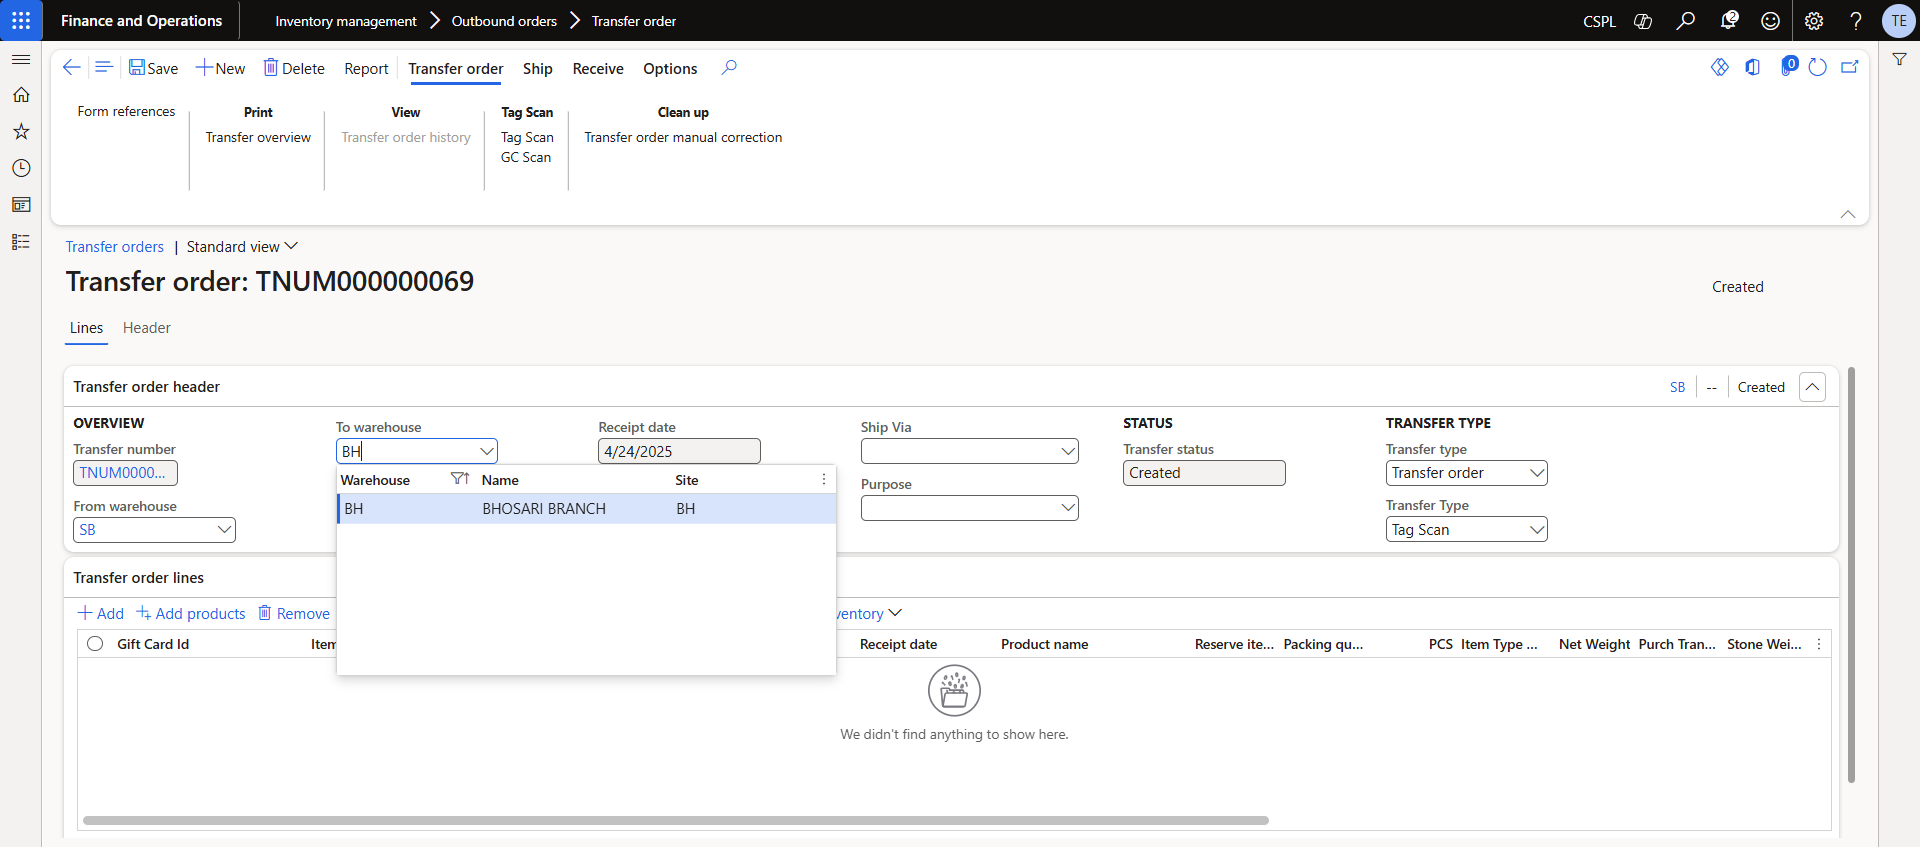 Finance and Operations
Inventory management
Outbound orders
Transfer order
CSPL
2
TE
Save
New
Delete
Report
Transfer order
Ship
Receive
Options
0
Form references
Print
Transfer overview
View
Transfer order history
Tag Scan
Tag Scan
GC Scan
Clean up
Transfer order manual correction
Transfer orders | Standard view
Transfer order: TNUM000000069
Created
Lines
Header
Transfer order header
SB
--
Created
OVERVIEW
Transfer number
TNUM0000...
From warehouse
SB
To warehouse
BH
Receipt date
4/24/2025
Ship Via
Purpose
STATUS
Transfer status
Created
TRANSFER TYPE
Transfer type
Transfer order
Transfer Type
Tag Scan
Warehouse
Name
Site
BH
BHOSARI BRANCH
BH
Transfer order lines
Add
Add products
Remove
ventory
Gift Card Id
Item
Receipt date
Product name
Reserve ite...
Packing qu...
PCS
Item Type ...
Net Weight
Purch Tran...
Stone Wei...
We didn't find anything to show here.